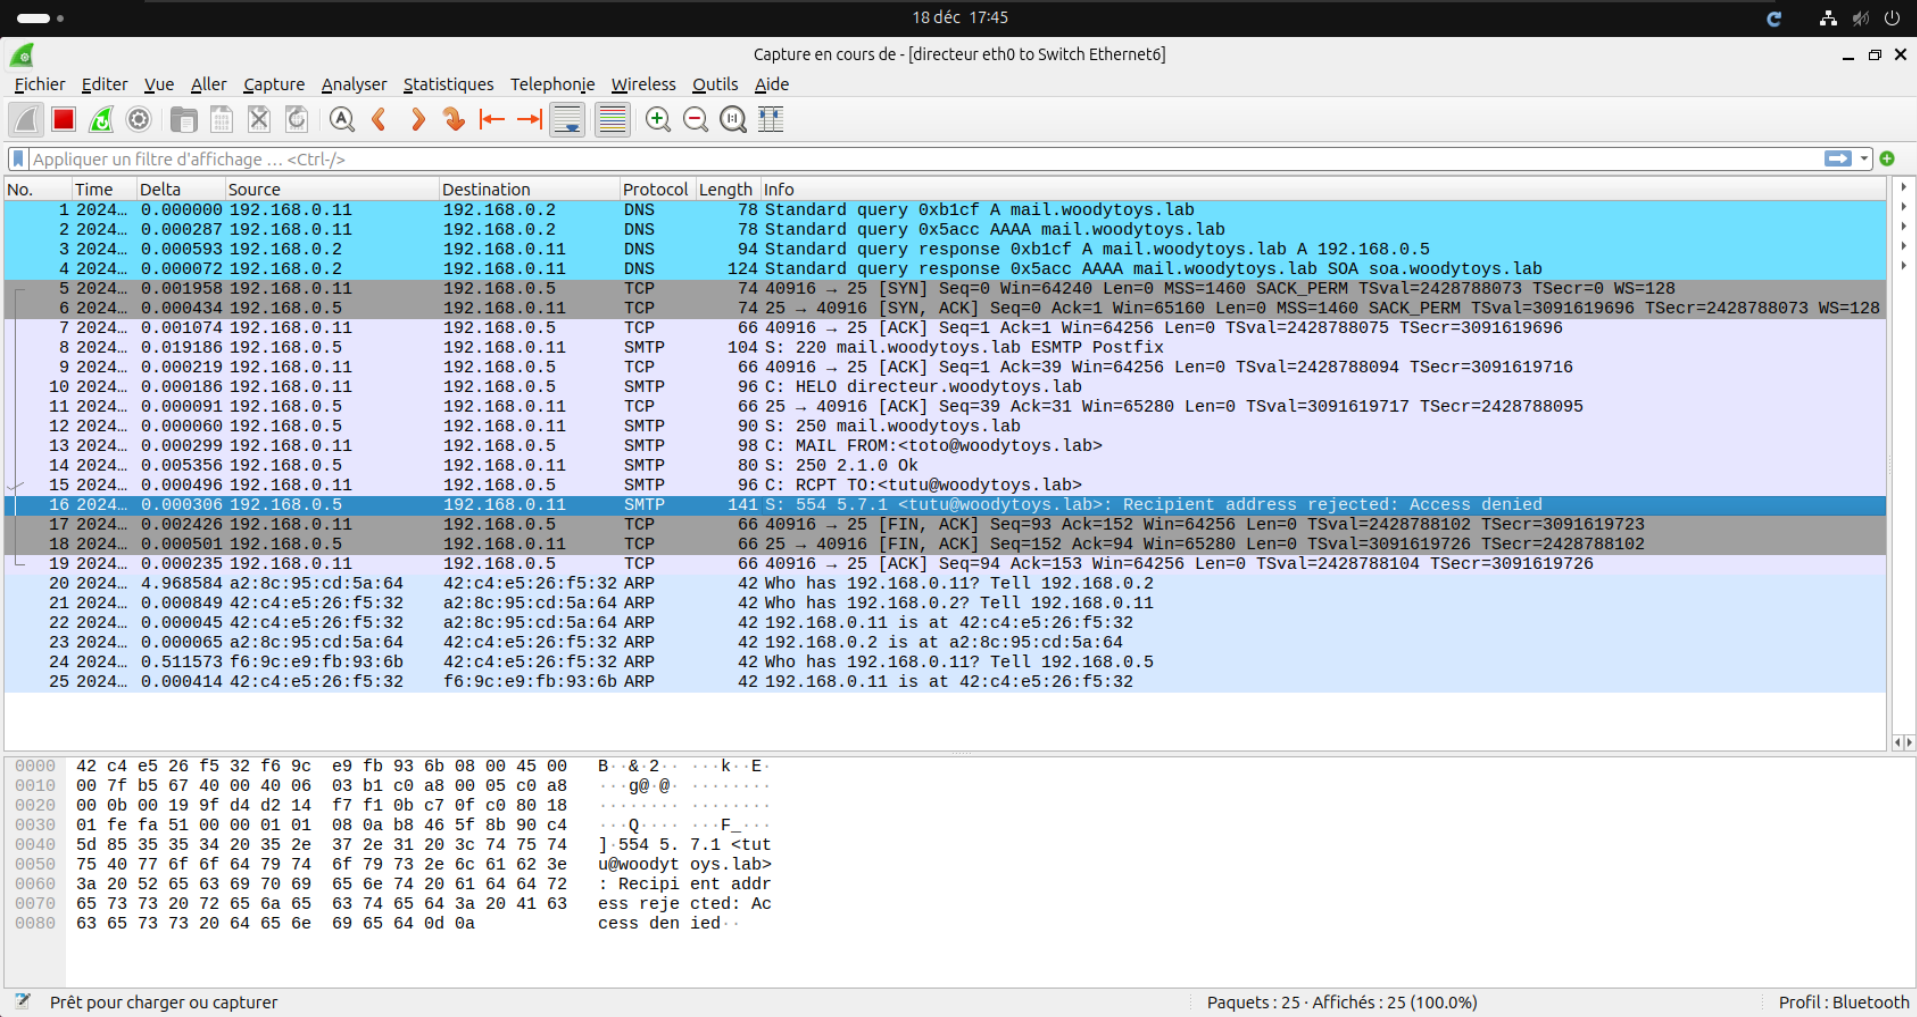 18 déc 17:45
Capture en cours de - [directeur eth0 to Switch Ethernet6]
Fichier Editer Vue Aller Capture Analyser Statistiques Telephonie Wireless Outils Aide
Appliquer un filtre d'affichage … <Ctrl-/>
No. Time Delta Source Destination Protocol Length Info
1 2024… 0.000000 192.168.0.11 192.168.0.2 DNS 78 Standard query 0xb1cf A mail.woodytoys.lab
2 2024… 0.000287 192.168.0.11 192.168.0.2 DNS 78 Standard query 0x5acc AAAA mail.woodytoys.lab
3 2024… 0.000593 192.168.0.2 192.168.0.11 DNS 94 Standard query response 0xb1cf A mail.woodytoys.lab A 192.168.0.5
4 2024… 0.000072 192.168.0.2 192.168.0.11 DNS 124 Standard query response 0x5acc AAAA mail.woodytoys.lab SOA soa.woodytoys.lab
5 2024… 0.001958 192.168.0.11 192.168.0.5 TCP 74 40916 → 25 [SYN] Seq=0 Win=64240 Len=0 MSS=1460 SACK_PERM TSval=2428788073 TSecr=0 WS=128
6 2024… 0.000434 192.168.0.5 192.168.0.11 TCP 74 25 → 40916 [SYN, ACK] Seq=0 Ack=1 Win=65160 Len=0 MSS=1460 SACK_PERM TSval=3091619696 TSecr=2428788073 WS=128
7 2024… 0.001074 192.168.0.11 192.168.0.5 TCP 66 40916 → 25 [ACK] Seq=1 Ack=1 Win=64256 Len=0 TSval=2428788075 TSecr=3091619696
8 2024… 0.019186 192.168.0.5 192.168.0.11 SMTP 104 S: 220 mail.woodytoys.lab ESMTP Postfix
9 2024… 0.000219 192.168.0.11 192.168.0.5 TCP 66 40916 → 25 [ACK] Seq=1 Ack=39 Win=64256 Len=0 TSval=2428788094 TSecr=3091619716
10 2024… 0.000186 192.168.0.11 192.168.0.5 SMTP 96 C: HELO directeur.woodytoys.lab
11 2024… 0.000091 192.168.0.5 192.168.0.11 TCP 66 25 → 40916 [ACK] Seq=39 Ack=31 Win=65280 Len=0 TSval=3091619717 TSecr=2428788095
12 2024… 0.000060 192.168.0.5 192.168.0.11 SMTP 90 S: 250 mail.woodytoys.lab
13 2024… 0.000299 192.168.0.11 192.168.0.5 SMTP 98 C: MAIL FROM:<toto@woodytoys.lab>
14 2024… 0.005356 192.168.0.5 192.168.0.11 SMTP 80 S: 250 2.1.0 Ok
15 2024… 0.000496 192.168.0.11 192.168.0.5 SMTP 96 C: RCPT TO:<tutu@woodytoys.lab>
16 2024… 0.000306 192.168.0.5 192.168.0.11 SMTP 141 S: 554 5.7.1 <tutu@woodytoys.lab>: Recipient address rejected: Access denied
17 2024… 0.002426 192.168.0.11 192.168.0.5 TCP 66 40916 → 25 [FIN, ACK] Seq=93 Ack=152 Win=64256 Len=0 TSval=2428788102 TSecr=3091619723
18 2024… 0.000501 192.168.0.5 192.168.0.11 TCP 66 25 → 40916 [FIN, ACK] Seq=152 Ack=94 Win=65280 Len=0 TSval=3091619726 TSecr=2428788102
19 2024… 0.000235 192.168.0.11 192.168.0.5 TCP 66 40916 → 25 [ACK] Seq=94 Ack=153 Win=64256 Len=0 TSval=2428788104 TSecr=3091619726
20 2024… 4.968584 a2:8c:95:cd:5a:64 42:c4:e5:26:f5:32 ARP 42 Who has 192.168.0.11? Tell 192.168.0.2
21 2024… 0.000849 42:c4:e5:26:f5:32 a2:8c:95:cd:5a:64 ARP 42 Who has 192.168.0.2? Tell 192.168.0.11
22 2024… 0.000045 42:c4:e5:26:f5:32 a2:8c:95:cd:5a:64 ARP 42 192.168.0.11 is at 42:c4:e5:26:f5:32
23 2024… 0.000065 a2:8c:95:cd:5a:64 42:c4:e5:26:f5:32 ARP 42 192.168.0.2 is at a2:8c:95:cd:5a:64
24 2024… 0.511573 f6:9c:e9:fb:93:6b 42:c4:e5:26:f5:32 ARP 42 Who has 192.168.0.11? Tell 192.168.0.5
25 2024… 0.000414 42:c4:e5:26:f5:32 f6:9c:e9:fb:93:6b ARP 42 192.168.0.11 is at 42:c4:e5:26:f5:32
0000 42 c4 e5 26 f5 32 f6 9c e9 fb 93 6b 08 00 45 00 B··&·2·· ···k··E·
0010 00 7f b5 67 40 00 40 06 03 b1 c0 a8 00 05 c0 a8 ···g@·@· ········
0020 00 0b 00 19 9f d4 d2 14 f7 f1 0b c7 0f c0 80 18 ········ ········
0030 01 fe fa 51 00 00 01 01 08 0a b8 46 5f 8b 90 c4 ···Q···· ···F_···
0040 5d 85 35 35 34 20 35 2e 37 2e 31 20 3c 74 75 74 ]·554 5. 7.1 <tut
0050 75 40 77 6f 6f 64 79 74 6f 79 73 2e 6c 61 62 3e u@woodyt oys.lab>
0060 3a 20 52 65 63 69 70 69 65 6e 74 20 61 64 64 72 : Recipi ent addr
0070 65 73 73 20 72 65 6a 65 63 74 65 64 3a 20 41 63 ess reje cted: Ac
0080 63 65 73 73 20 64 65 6e 69 65 64 0d 0a cess den ied··
Prêt pour charger ou capturer Paquets : 25 · Affichés : 25 (100.0%) Profil : Bluetooth